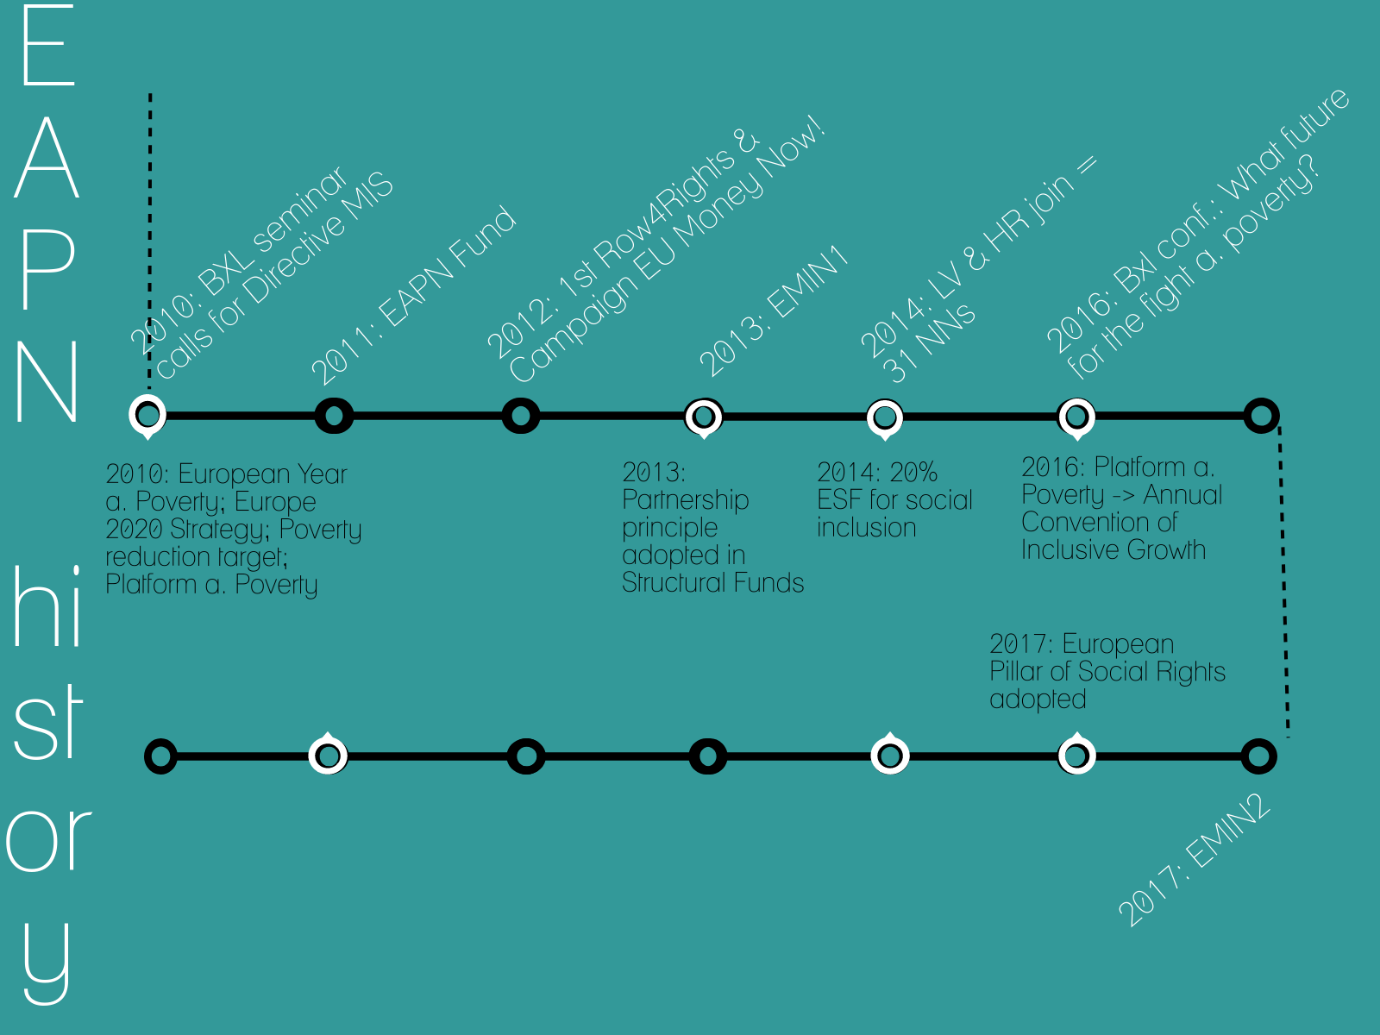 E
A
P
N
hi
st
or
y
2010: BXL seminar
calls for Directive MIS
2011: EAPN Fund
2012: 1st Row4Rights &
Campaign EU Money Now!
2013: EMIN1
2014: LV & HR join =
31 NNs
2016: Bxl conf.: What future
for the fight a. poverty?
2010: European Year
a. Poverty; Europe
2020 Strategy; Poverty
reduction target;
Platform a. Poverty
2013:
Partnership
principle
adopted in
Structural Funds
2014: 20%
ESF for social
inclusion
2016: Platform a.
Poverty -> Annual
Convention of
Inclusive Growth
2017: European
Pillar of Social Rights
adopted
2017: EMIN2